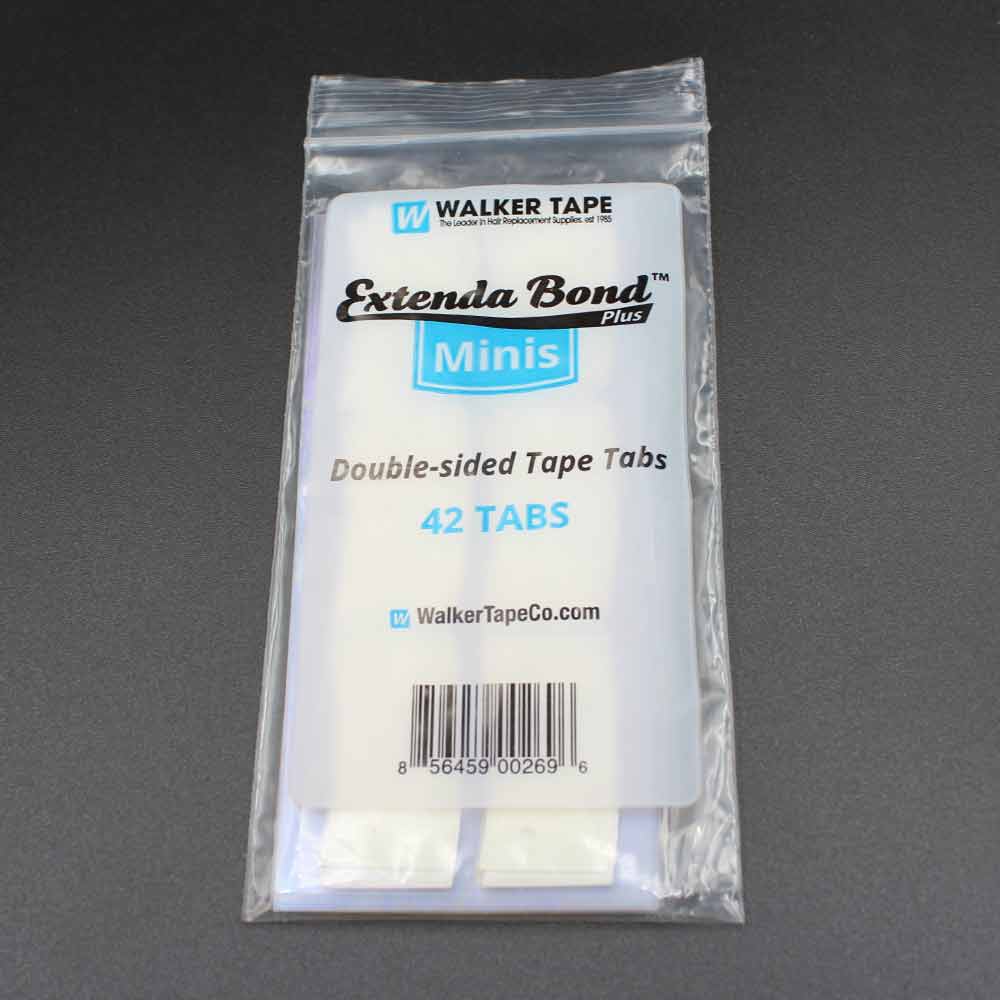 W WALKER TAPE
The Leader in Hair Replacement Supplies, est 1985
Extenda Bond™
Plus
Minis
Double-sided Tape Tabs
42 TABS
W WalkerTapeCo.com
8 56459 00269 6